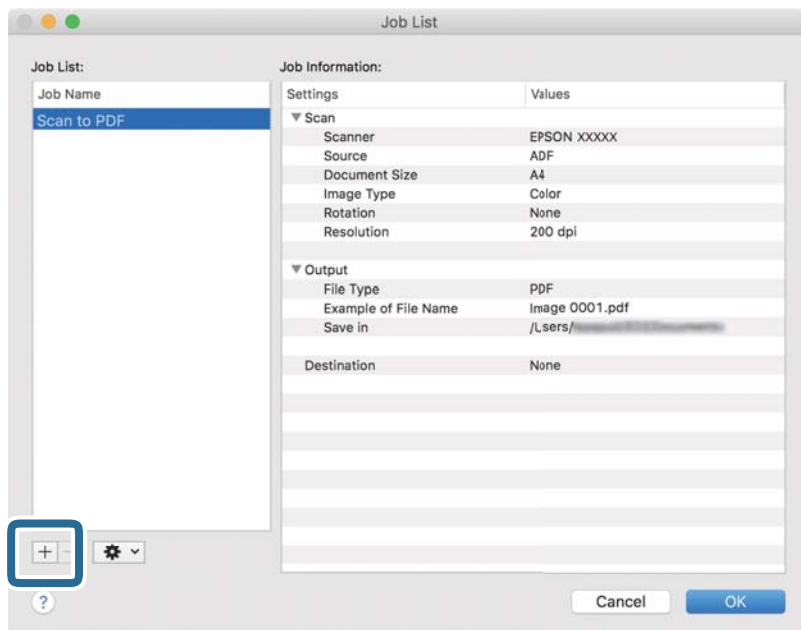 Job List
Job List:
Job Information:
Job Name
Scan to PDF
Settings Values
Scan
Scanner EPSON XXXXX
Source ADF
Document Size A4
Image Type Color
Rotation None
Resolution 200 dpi
Output
File Type PDF
Example of File Name Image 0001.pdf
Save in /Users/
Destination None
+ -
?
Cancel OK